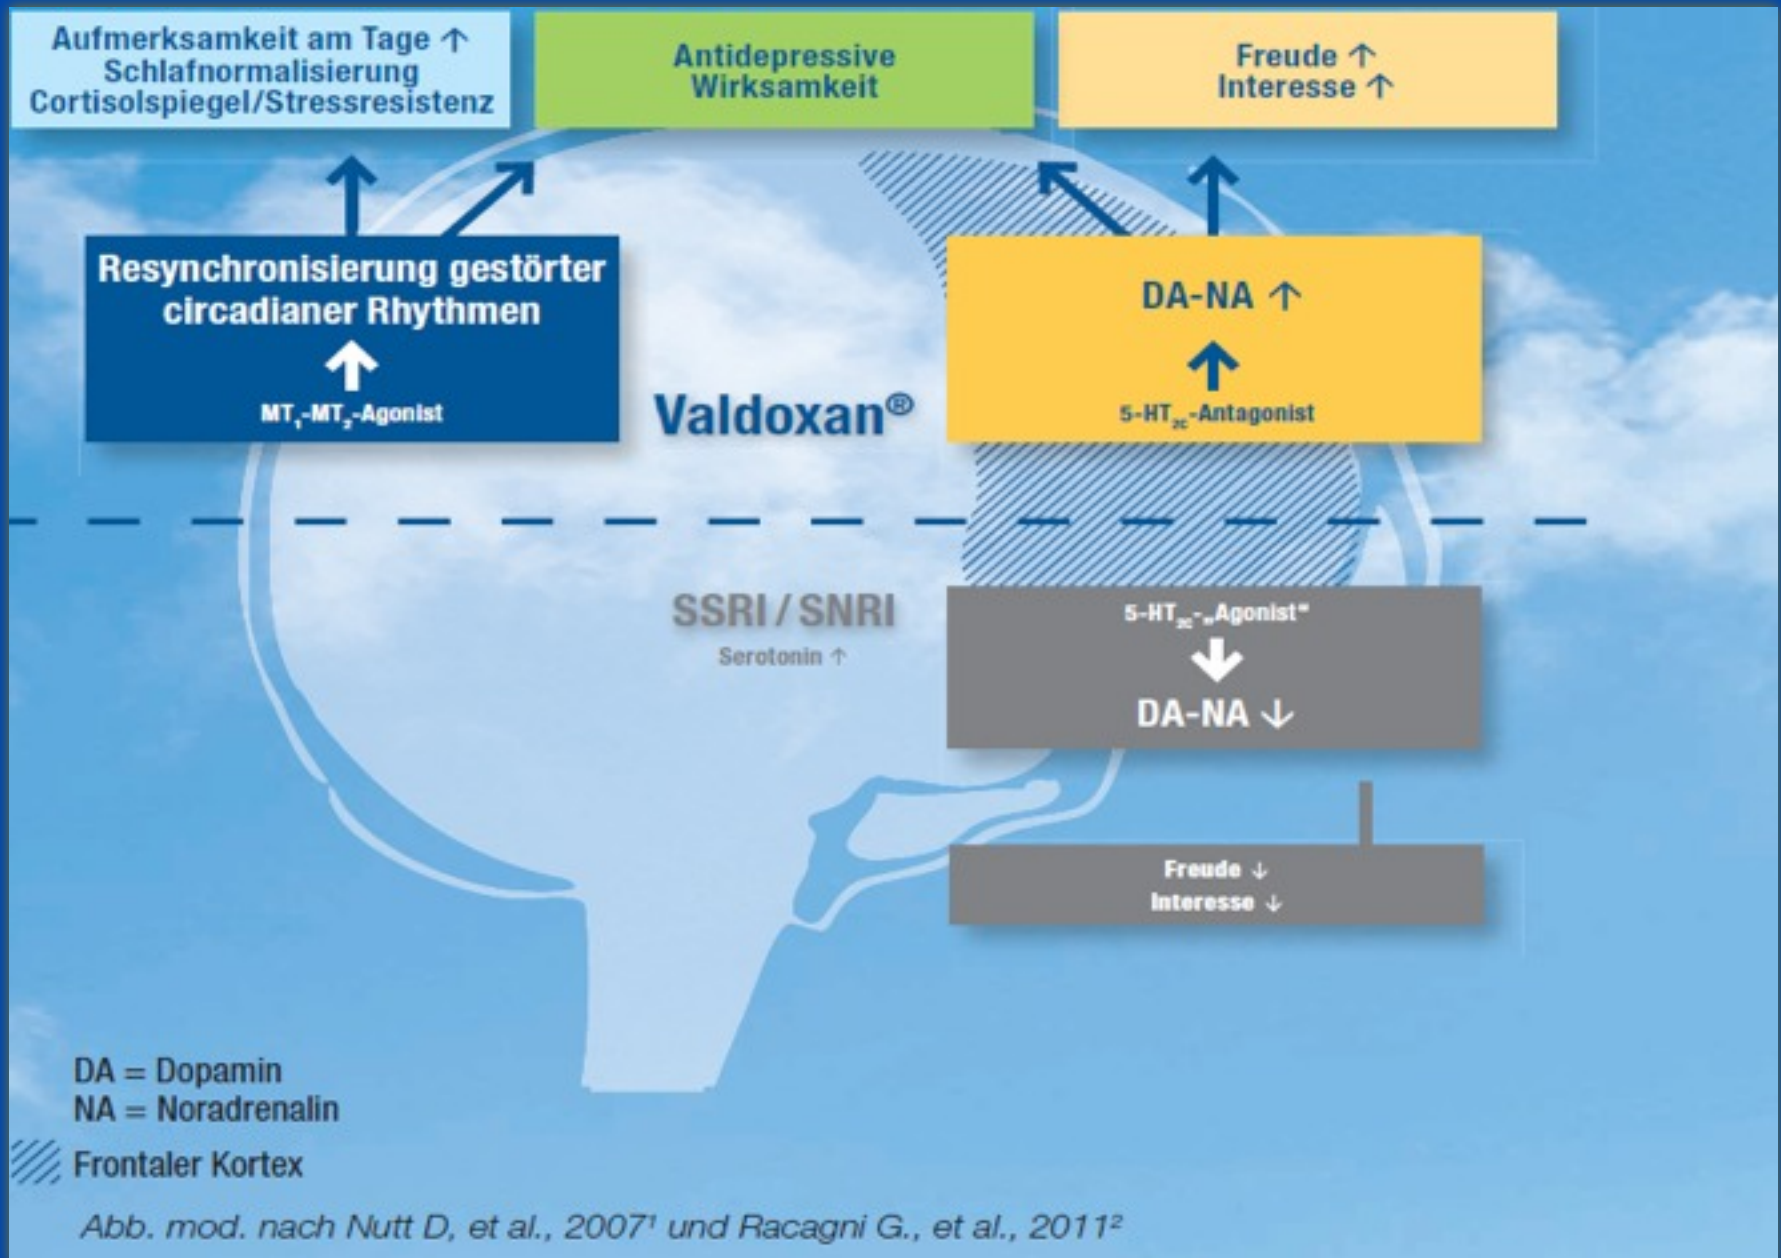 Aufmerksamkeit am Tage ↑
Schlafnormalisierung
Cortisolspiegel/Stressresistenz
Antidepressive
Wirksamkeit
Freude ↑
Interesse ↑
Resynchronisierung gestörter
circadianer Rhythmen
MT₁-MT₂-Agonist
DA-NA ↑
5-HT₂c-Antagonist
Valdoxan®
SSRI / SNRI
Serotonin ↑
5-HT₂c-„Agonist“
DA-NA ↓
Freude ↓
Interesse ↓
DA = Dopamin
NA = Noradrenalin
Frontaler Kortex
Abb. mod. nach Nutt D, et al., 2007¹ und Racagni G., et al., 2011²